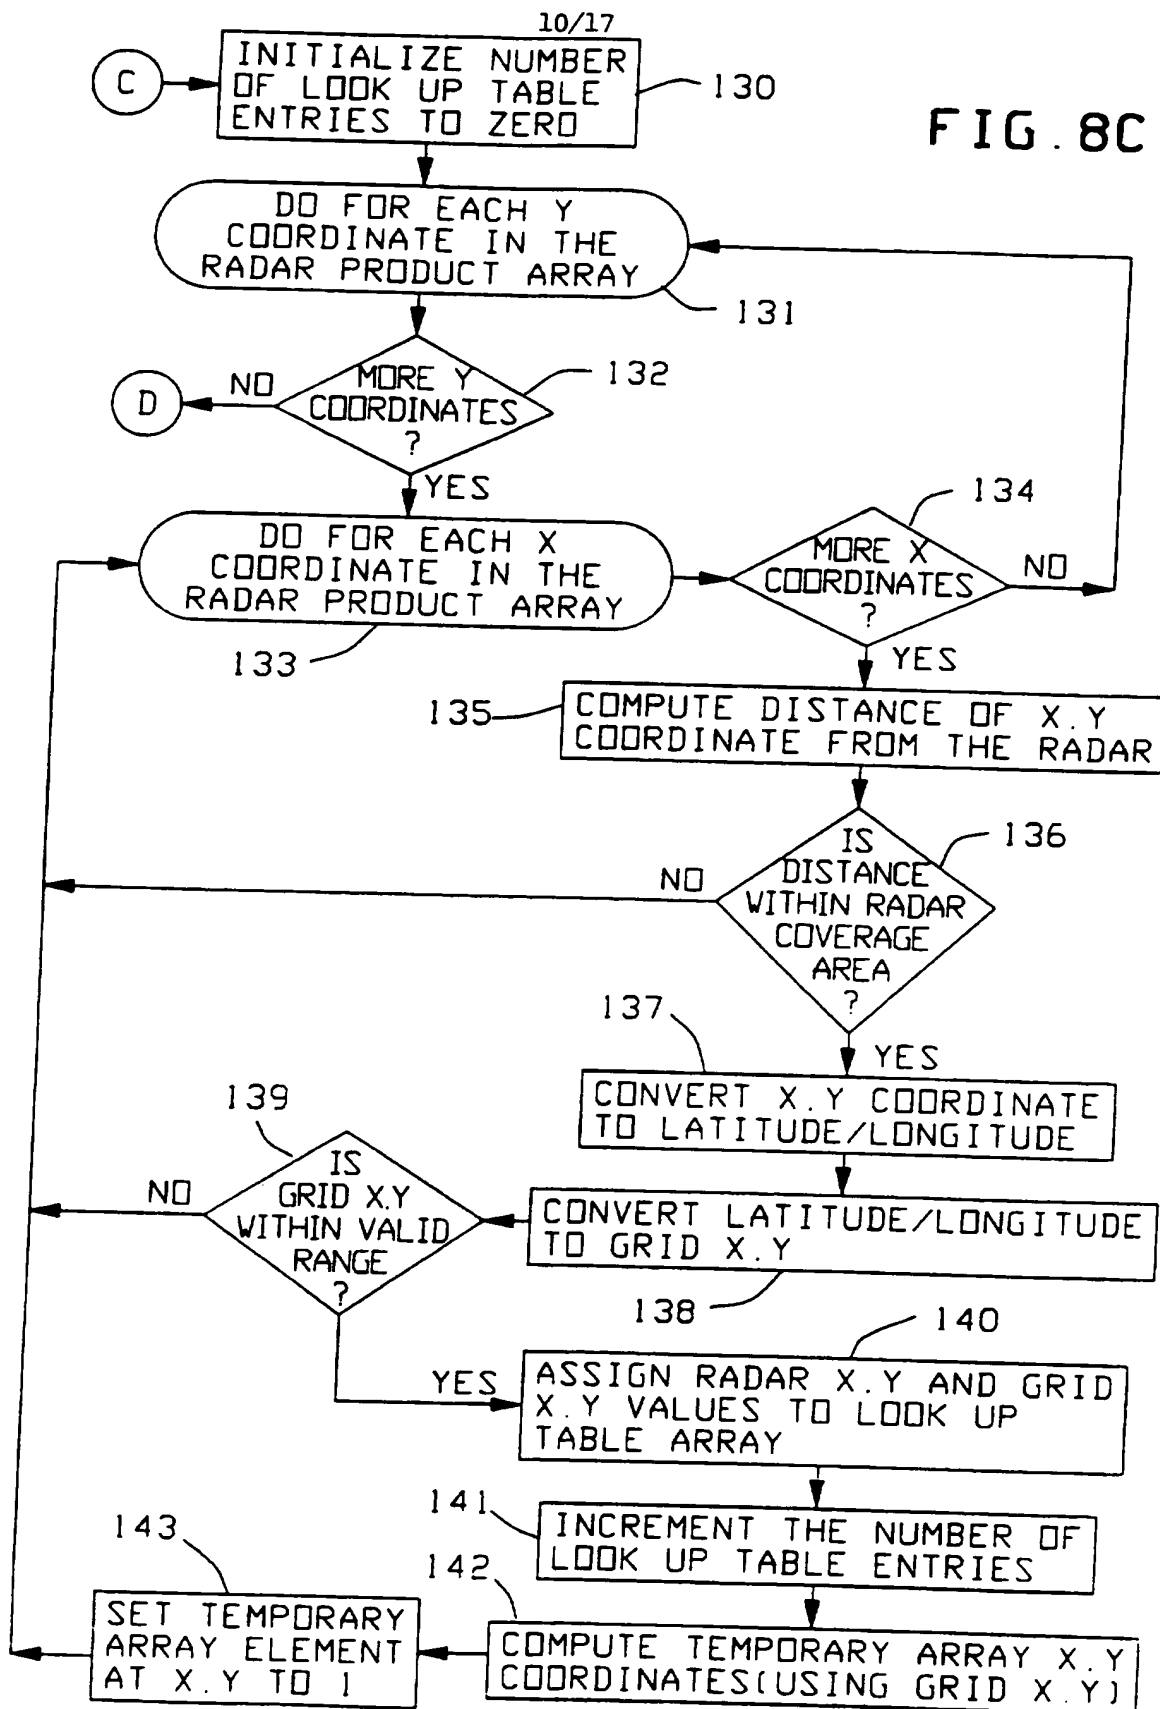 10/17
C
INITIALIZE NUMBER
OF LOOK UP TABLE
ENTRIES TO ZERO
130
FIG.8C
DO FOR EACH Y
COORDINATE IN THE
RADAR PRODUCT ARRAY
131
MORE Y
COORDINATES
?
132
NO
D
YES
DO FOR EACH X
COORDINATE IN THE
RADAR PRODUCT ARRAY
133
134
MORE X
COORDINATES
?
NO
YES
135
COMPUTE DISTANCE OF X.Y
COORDINATE FROM THE RADAR
IS
DISTANCE
WITHIN RADAR
COVERAGE
AREA
?
136
NO
YES
137
CONVERT X.Y COORDINATE
TO LATITUDE/LONGITUDE
CONVERT LATITUDE/LONGITUDE
TO GRID X.Y
138
139
IS
GRID X.Y
WITHIN VALID
RANGE
?
NO
YES
140
ASSIGN RADAR X.Y AND GRID
X.Y VALUES TO LOOK UP
TABLE ARRAY
141
INCREMENT THE NUMBER OF
LOOK UP TABLE ENTRIES
142
COMPUTE TEMPORARY ARRAY X.Y
COORDINATES(USING GRID X.Y)
143
SET TEMPORARY
ARRAY ELEMENT
AT X.Y TO 1